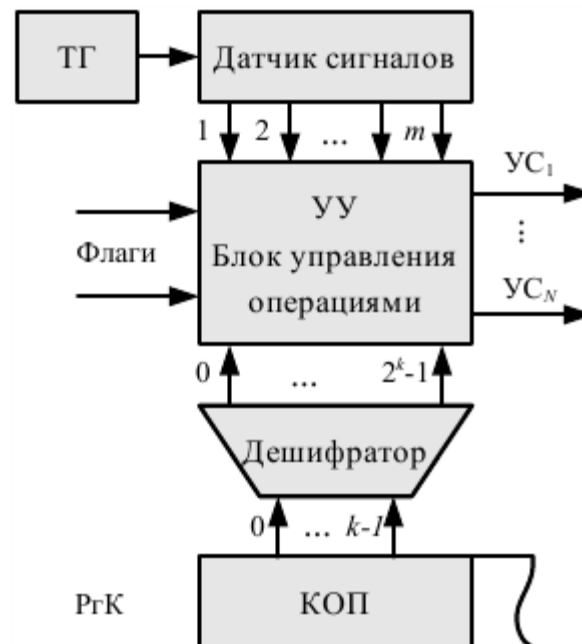 ТГ
Датчик сигналов
1 2 ... m
УС₁
УУ
Флаги
Блок управления
операциями
...
УС_N
0 ... 2ᵏ-1
Дешифратор
0 ... k-1
РгК
КОП